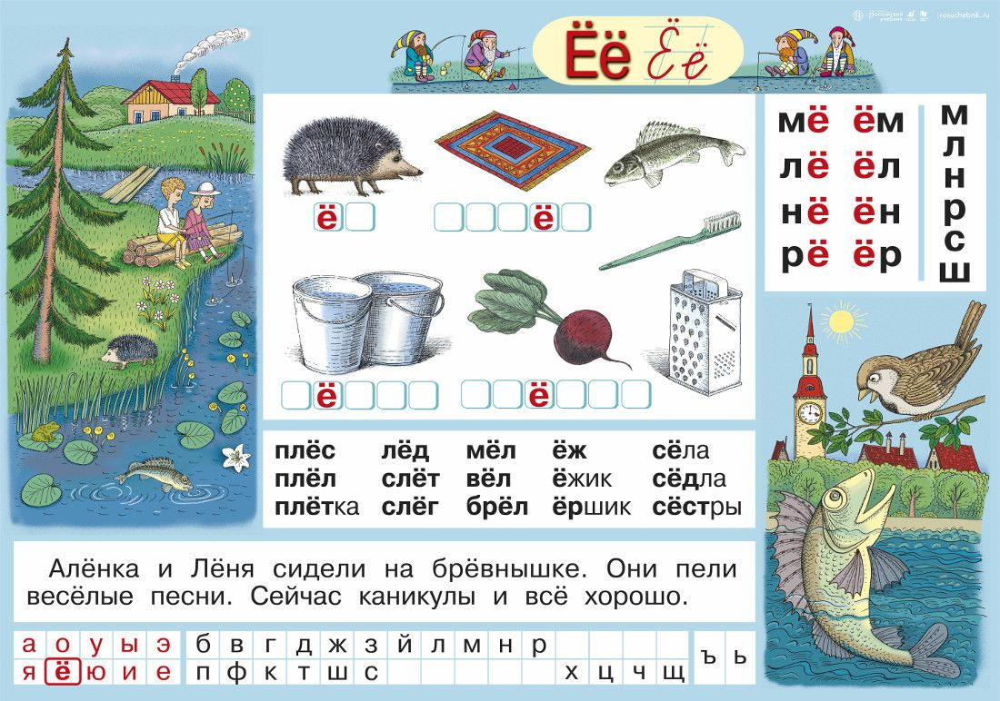 Российский учебник
rosuchebnik.ru
Ёё Ёё
ё
ё
ё
ё
мё ём
лё ёл
нё ён
рё ёр
м
л
н
р
с
ш
плёс лёд мёл ёж сёла
плёл слёт вёл ёжик сёдла
плётка слёг брёл ёршик сёстры
Алёнка и Лёня сидели на брёвнышке. Они пели
весёлые песни. Сейчас каникулы и всё хорошо.
а о у ы э б в г д ж з й л м н р
я ё ю и е п ф к т ш с х ц ч щ
ъ ь